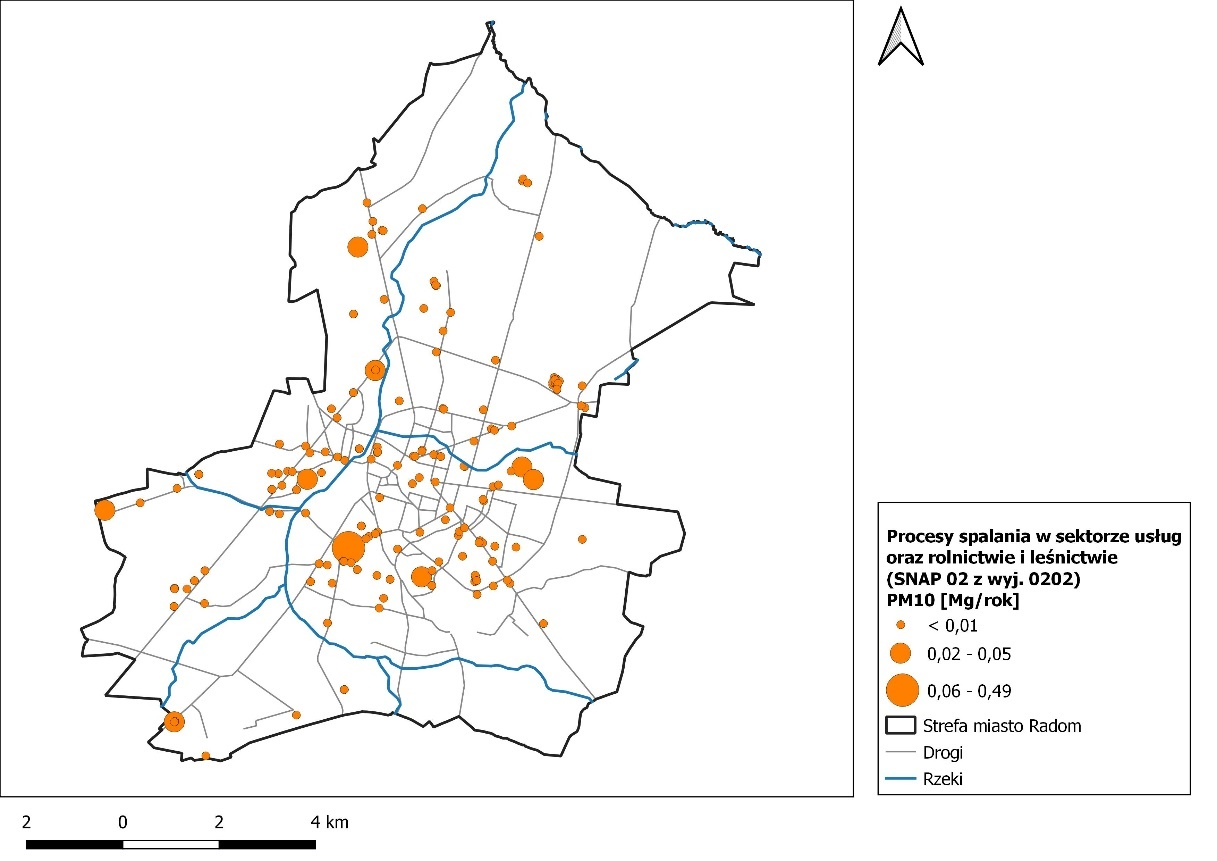 Procesy spalania w sektorze usług
oraz rolnictwie i leśnictwie
(SNAP 02 z wyj. 0202)
PM10 [Mg/rok]
< 0,01
0,02 - 0,05
0,06 - 0,49
Strefa miasto Radom
Drogi
Rzeki
2 0 2 4 km